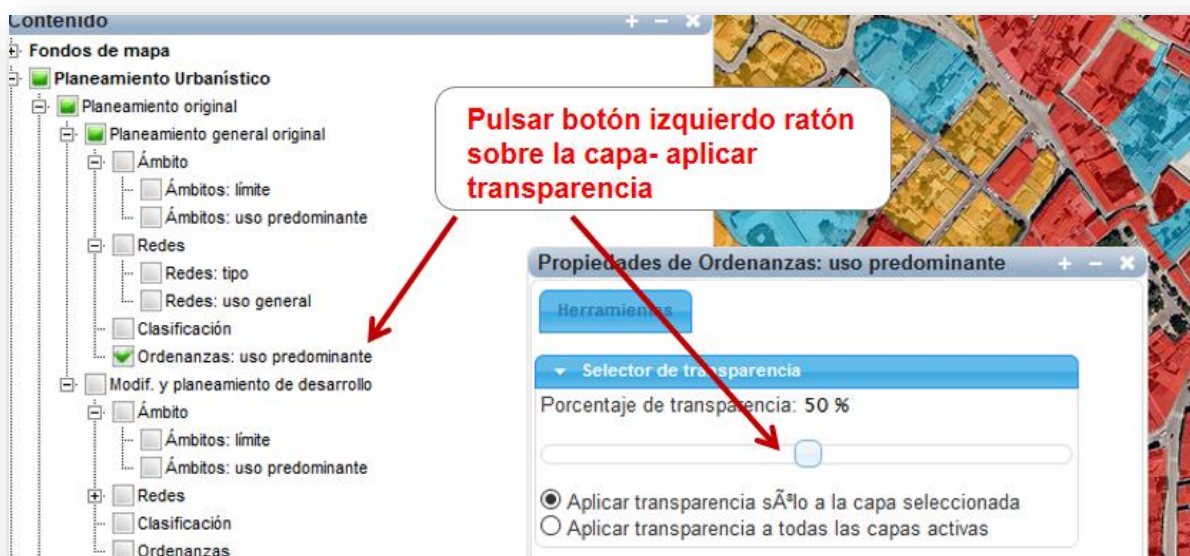 Contenido
Fondos de mapa
Planeamiento Urbanístico
Planeamiento original
Planeamiento general original
Ámbito
Ámbitos: límite
Ámbitos: uso predominante
Redes
Redes: tipo
Redes: uso general
Clasificación
Ordenanzas: uso predominante
Modif. y planeamiento de desarrollo
Ámbito
Ámbitos: límite
Ámbitos: uso predominante
Redes
Clasificación
Ordenanzas
Pulsar botón izquierdo ratón
sobre la capa- aplicar
transparencia
Propiedades de Ordenanzas: uso predominante
Herramientas
Selector de transparencia
Porcentaje de transparencia: 50 %
Aplicar transparencia sÃªlo a la capa seleccionada
Aplicar transparencia a todas las capas activas